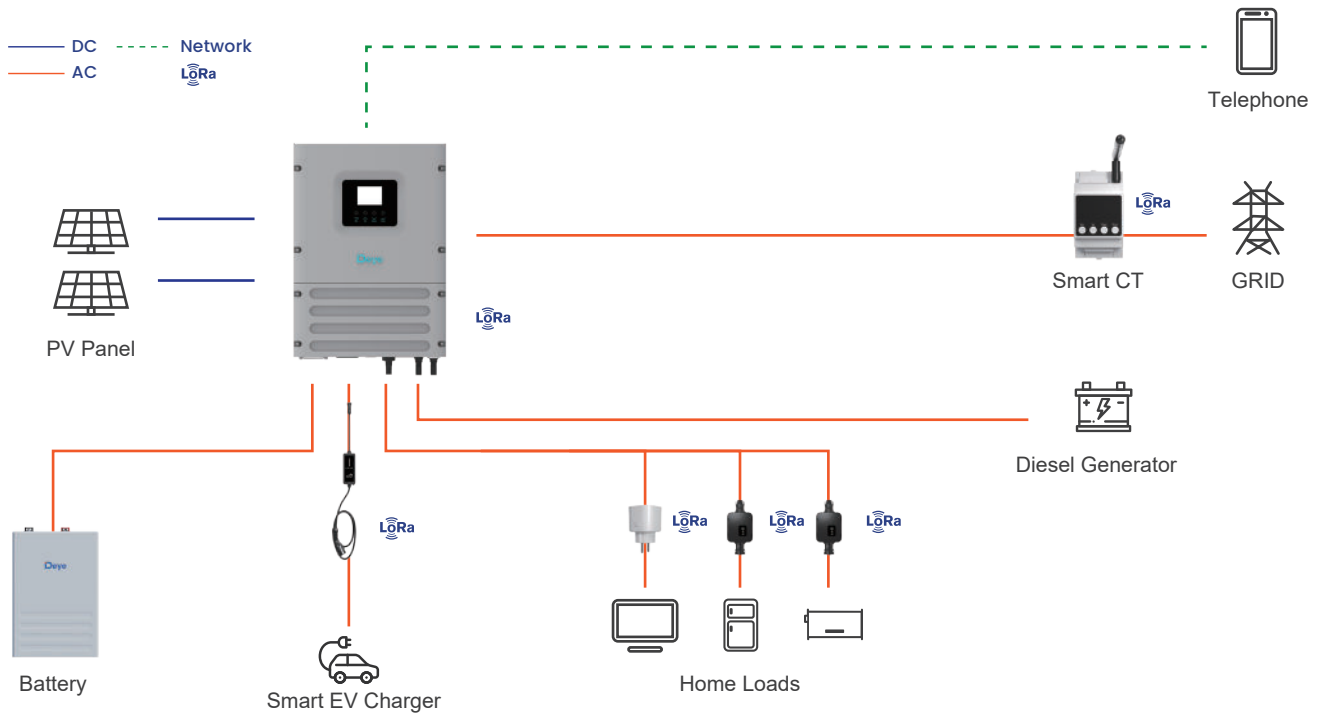 DC
Network
AC
LoRa
Telephone
LoRa
Smart CT
GRID
Deye
PV Panel
LoRa
Diesel Generator
LoRa
LoRa
LoRa
LoRa
Deye
Battery
Smart EV Charger
Home Loads